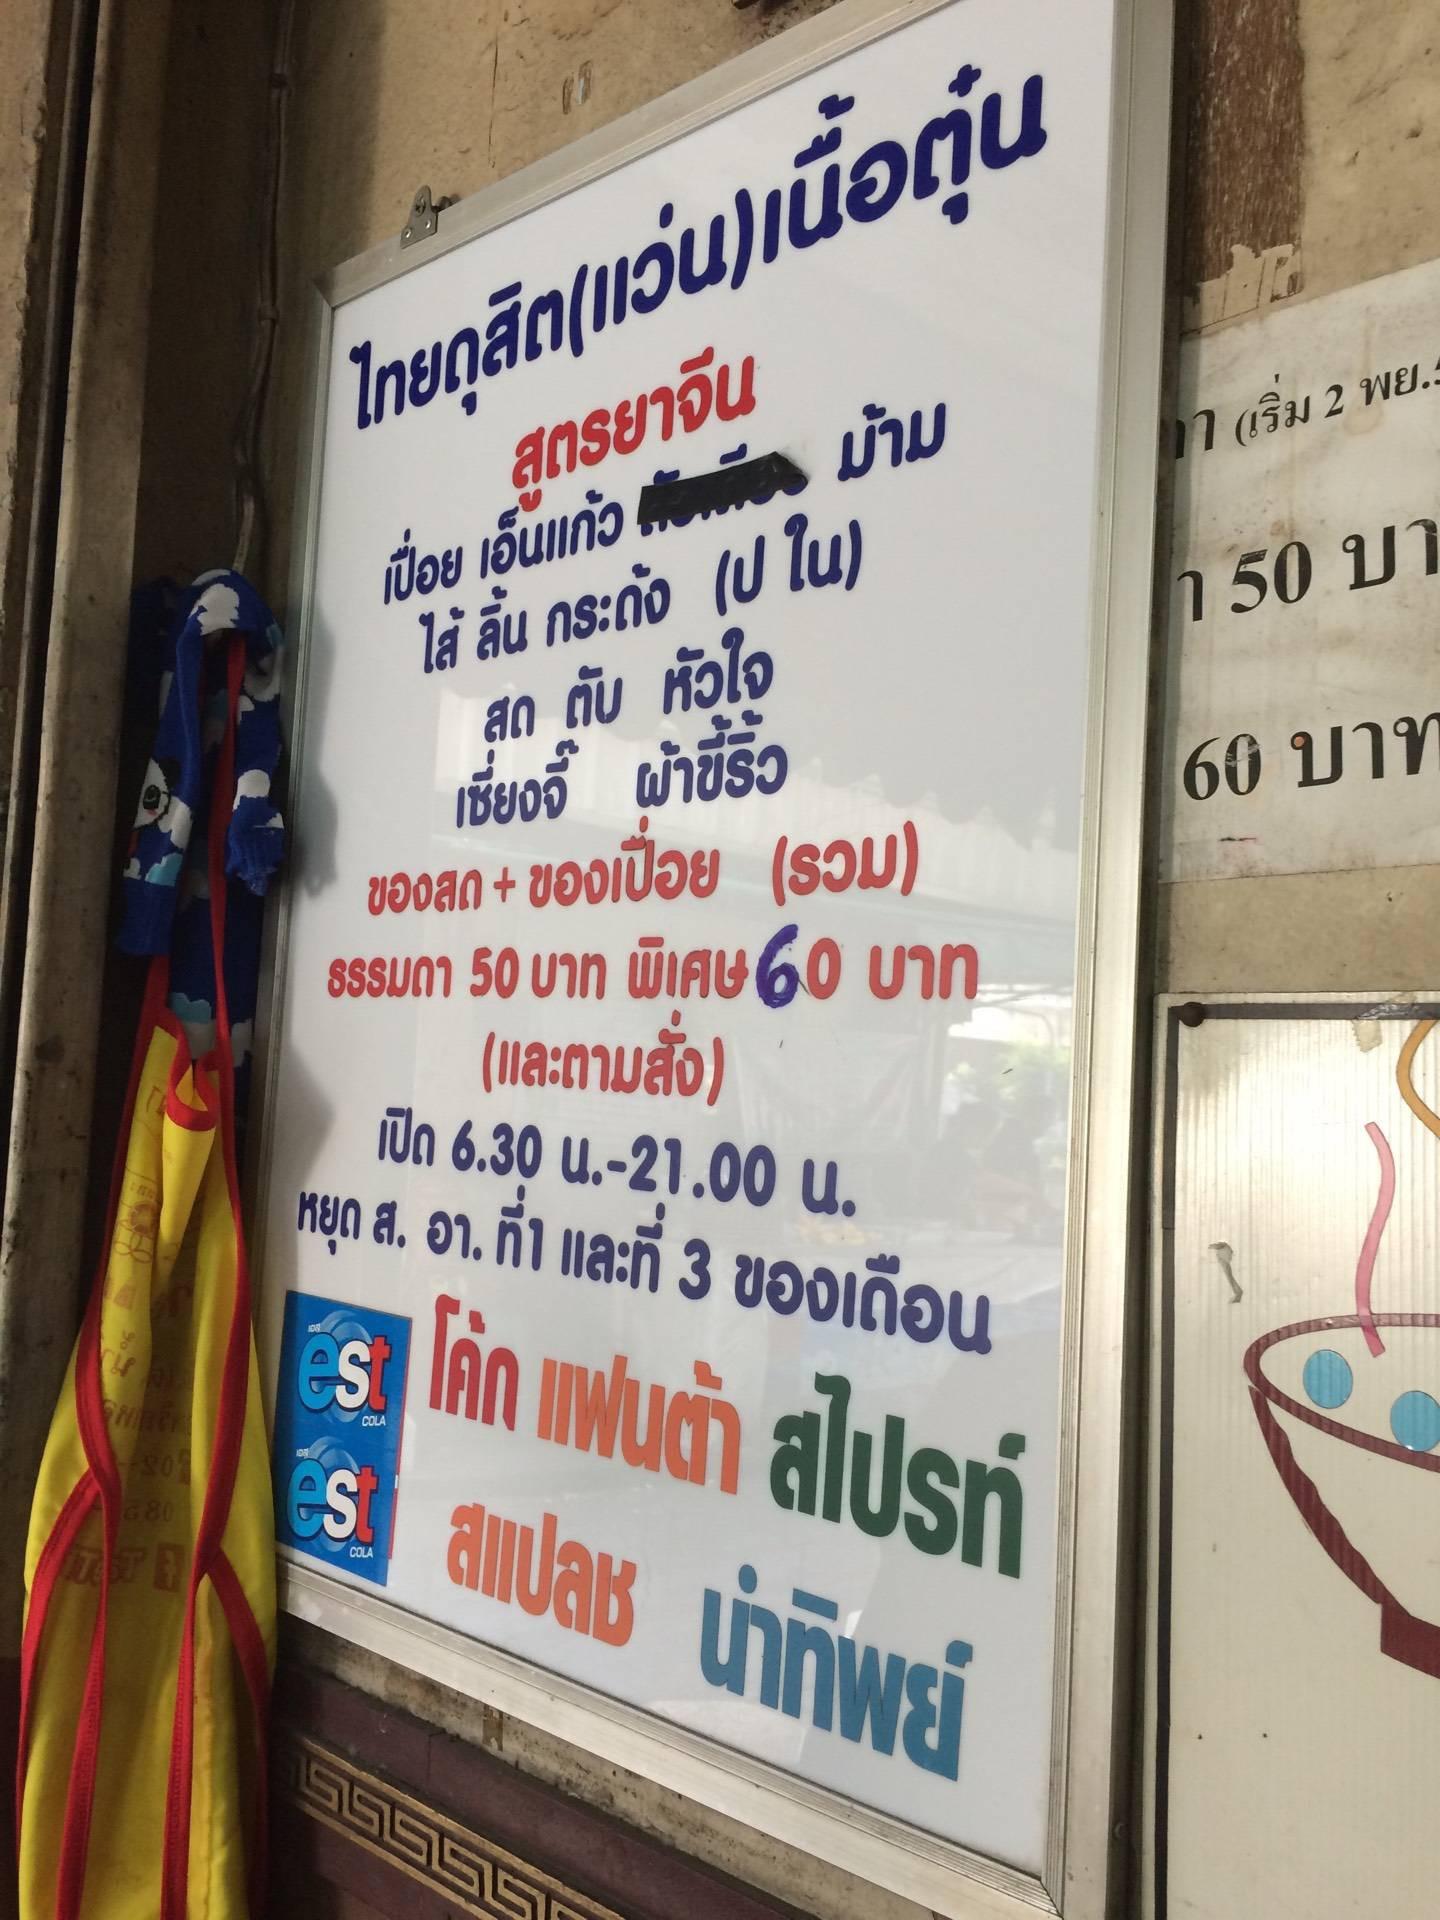 ไทยดุสิต(แว่น)เนื้อตุ๋น
สูตรยาจีน
เปื่อย เอ็นแก้ว ม้าม
ไส้ ลิ้น กระด้ง (ป ใน)
สด ตับ หัวใจ
เซี่ยงจี๊ ผ้าขี้ริ้ว
ของสด + ของเปื่อย (รวม)
ธรรมดา 50 บาท พิเศษ 60 บาท
(และตามสั่ง)
เปิด 6.30 น.-21.00 น.
หยุด ส. อา. ที่1 และที่ 3 ของเดือน
เอส est COLA
เอส est COLA
โค้ก แฟนต้า สไปรท์
สแปลช น้ำทิพย์
(เริ่ม 2 พย.
50 บา
60 บาท